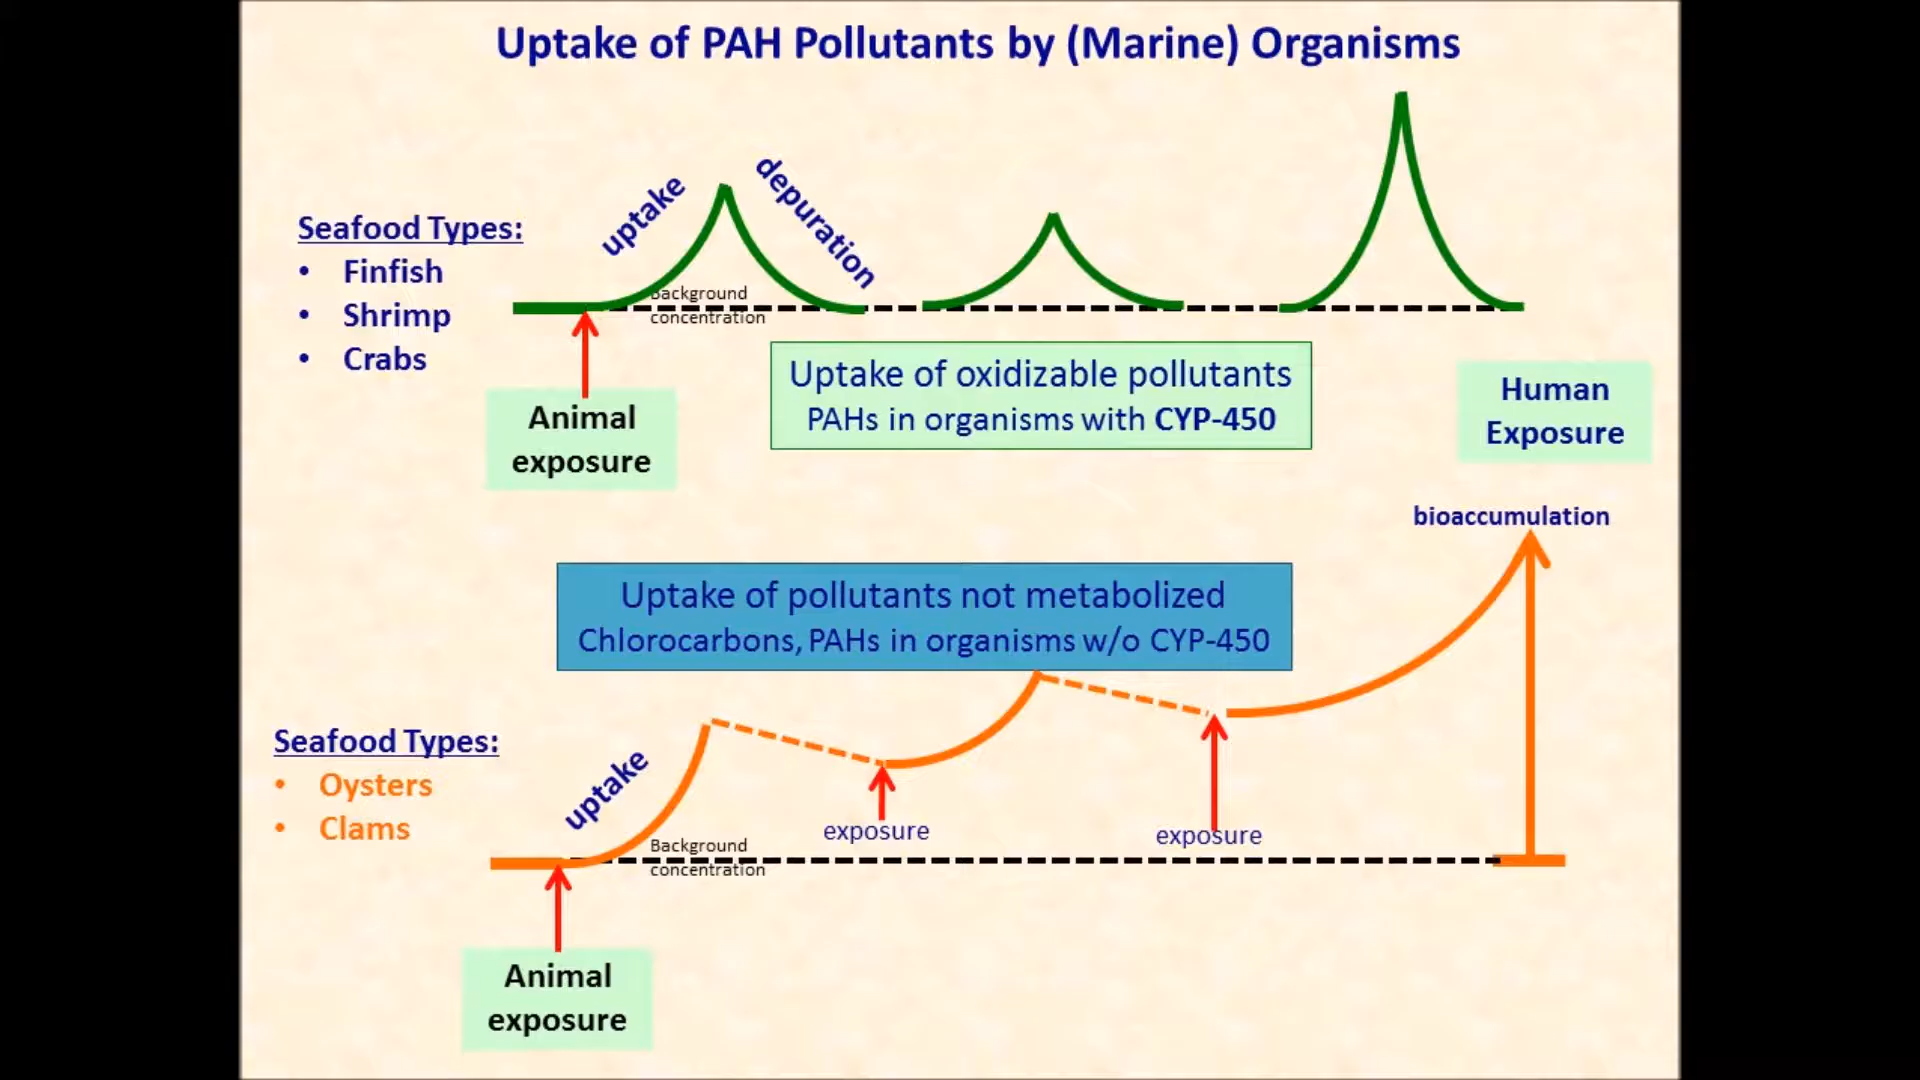 Uptake of PAH Pollutants by (Marine) Organisms
uptake
depuration
Seafood Types:
• Finfish
• Shrimp
• Crabs
Background
concentration
Animal
exposure
Uptake of oxidizable pollutants
PAHs in organisms with CYP-450
Human
Exposure
bioaccumulation
Uptake of pollutants not metabolized
Chlorocarbons, PAHs in organisms w/o CYP-450
Seafood Types:
• Oysters
• Clams
uptake
exposure
exposure
Background
concentration
Animal
exposure